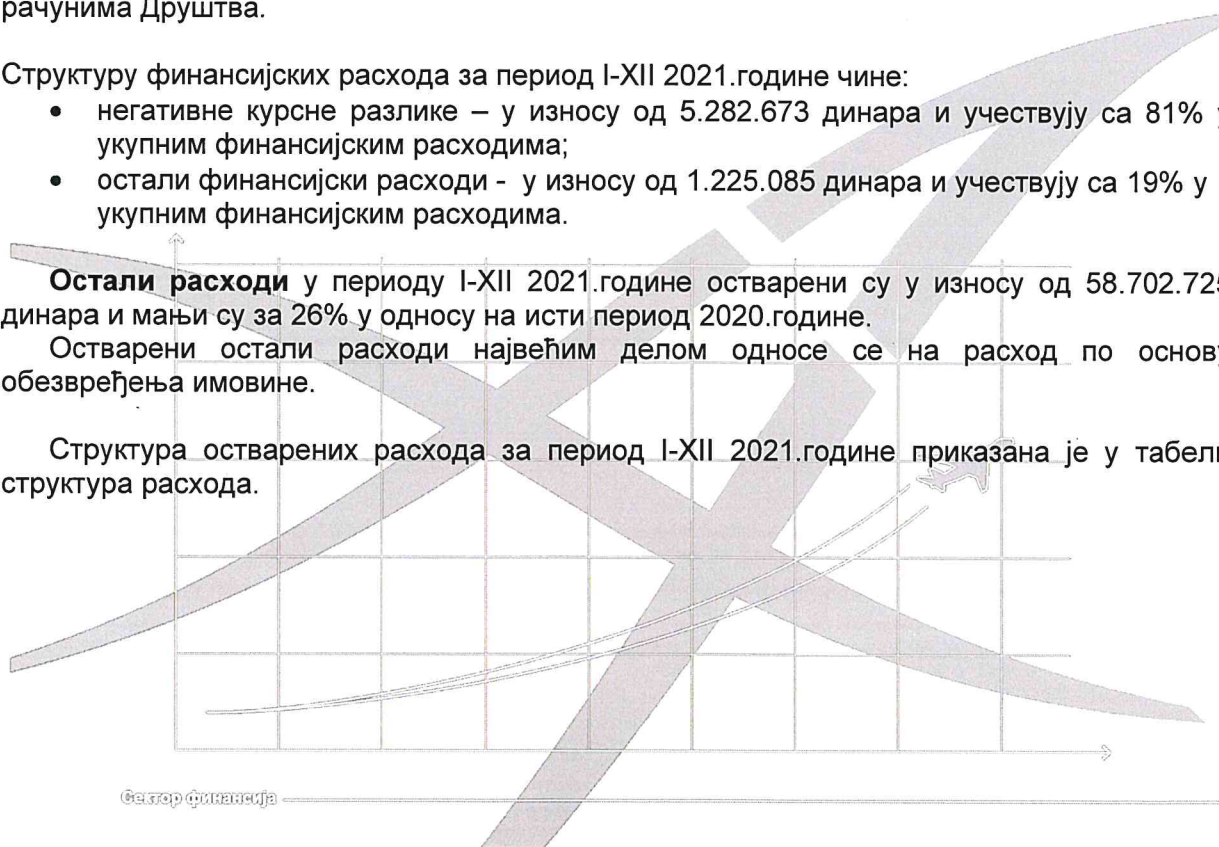 рачунима Друштва.
Структуру финансијских расхода за период I-XII 2021.године чине:
• негативне курсне разлике – у износу од 5.282.673 динара и учествују са 81% у
укупним финансијским расходима;
• остали финансијски расходи - у износу од 1.225.085 динара и учествују са 19% у
укупним финансијским расходима.
Остали расходи у периоду I-XII 2021.године остварени су у износу од 58.702.725
динара и мањи су за 26% у односу на исти период 2020.године.
Остварени остали расходи највећим делом односе се на расход по основу
обезвређења имовине.
Структура остварених расхода за период I-XII 2021.године приказана је у табели
структура расхода.
Сектор финансија